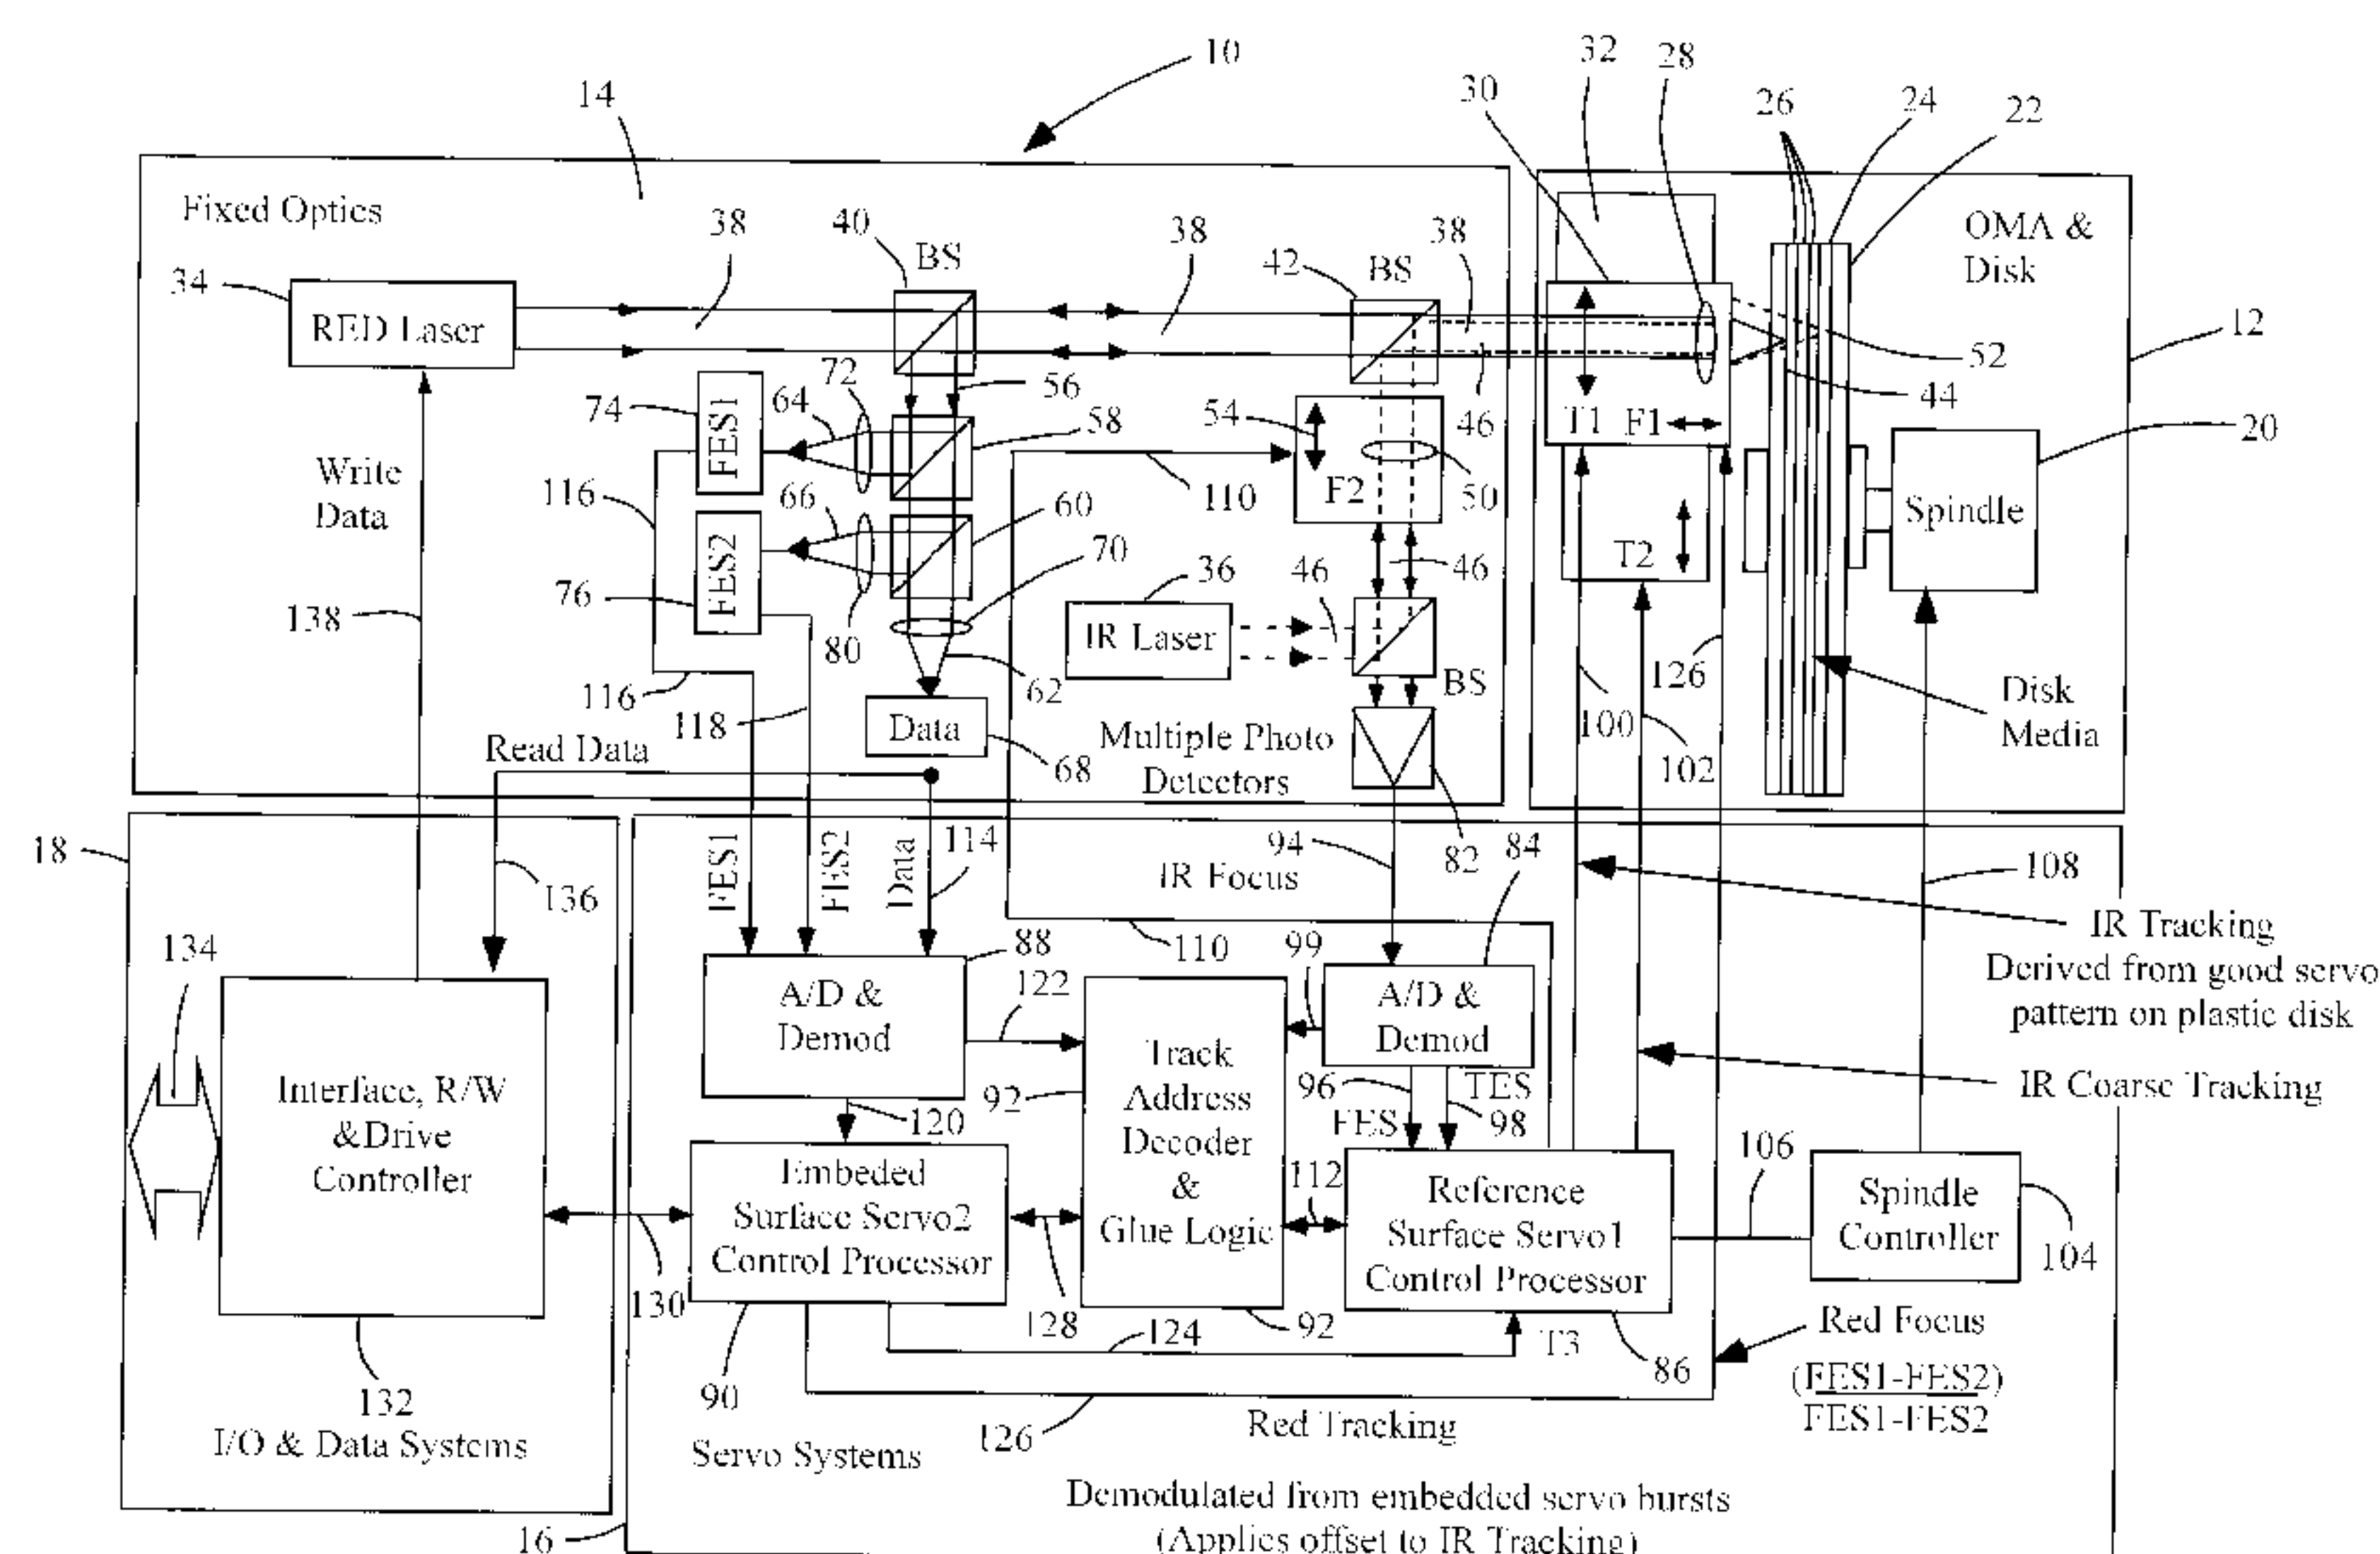 10
14
30
32
28
26
24
22
Fixed Optics
38
40
BS
38
42
BS
38
OMA &
Disk
34
RED Laser
12
52
44
72
56
74
FES1
64
58
54
46
T1
F1
20
Write
Data
116
66
110
F2
50
Spindle
60
FES2
76
70
36
46
46
T2
138
80
IR Laser
62
116
BS
126
118
Data
68
Multiple Photo
Detectors
100
102
Disk
Media
Read Data
82
18
136
FES1
FES2
Data
114
94
IR Focus
84
108
IR Tracking
Derived from good servo
pattern on plastic disk
134
88
110
99
122
A/D &
Demod
A/D &
Demod
Track
Address
Decoder
&
Glue Logic
92
96
TES
98
FES
IR Coarse Tracking
Interface, R/W
&Drive
Controller
120
106
Embeded
Surface Servo2
Control Processor
112
Reference
Surface Servo1
Control Processor
Spindle
Controller
104
130
128
92
124
T3
86
Red Focus
(FES1-FES2)
FES1-FES2
132
90
I/O & Data Systems
Servo Systems
126
Red Tracking
Demodulated from embedded servo bursts
16
(Applies offset to IR Tracking)